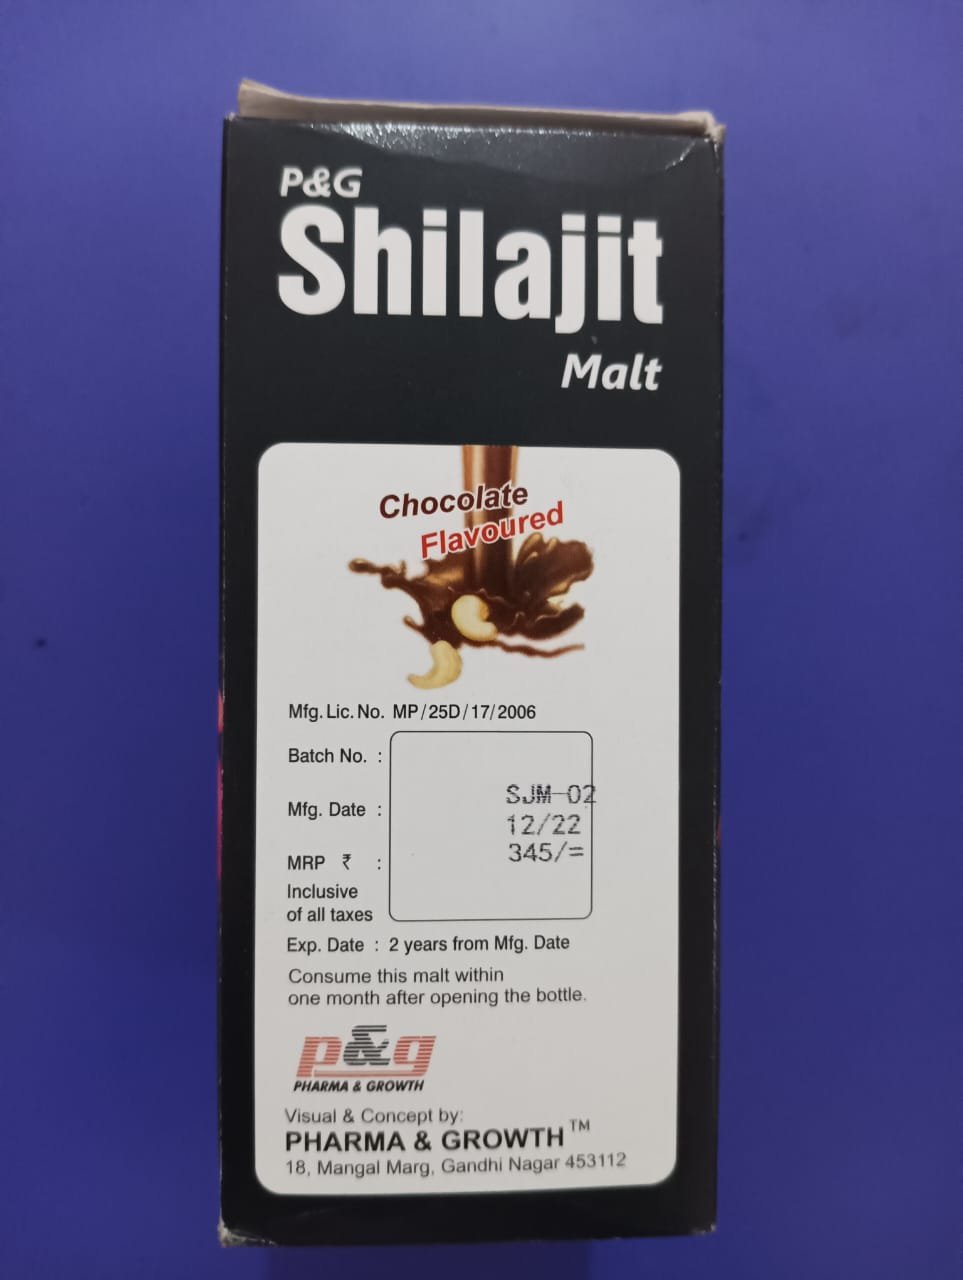 P&G
Shilajit
Malt
Chocolate
Flavoured
Mfg. Lic. No. MP/25D/17/2006
Batch No. :
SJM-02
Mfg. Date :
12/22
MRP ₹ :
345/=
Inclusive
of all taxes
Exp. Date : 2 years from Mfg. Date
Consume this malt within
one month after opening the bottle.
p&g
PHARMA & GROWTH
Visual & Concept by:
PHARMA & GROWTH™
18, Mangal Marg, Gandhi Nagar 453112